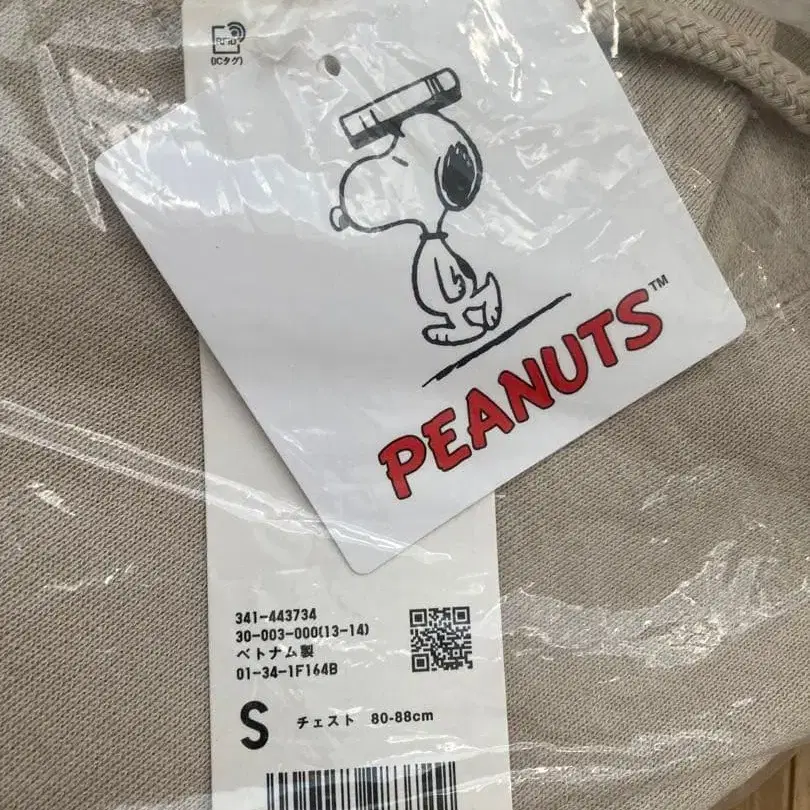 RFID
(ICタグ)
PEANUTS™
341-443734
30-003-000(13-14)
ベトナム製
01-34-1F164B
S チェスト 80-88cm